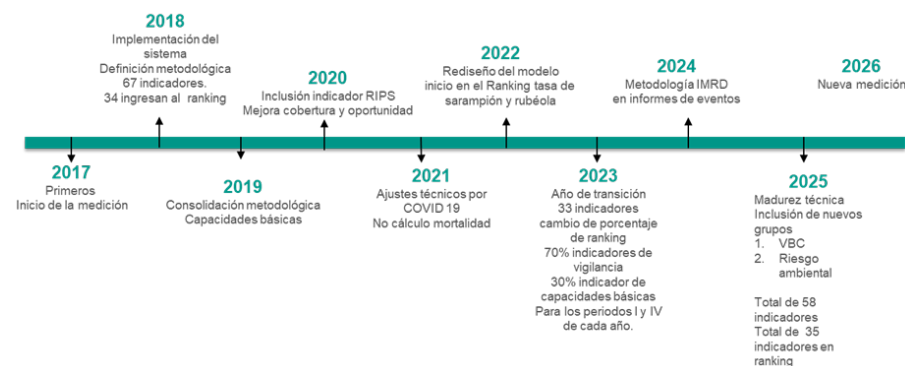 2018
Implementación del
sistema
Definición metodológica
67 indicadores.
34 ingresan al ranking
2020
Inclusión indicador RIPS
Mejora cobertura y oportunidad
2022
Rediseño del modelo
inicio en el Ranking tasa de
sarampión y rubéola
2024
Metodología IMRD
en informes de eventos
2026
Nueva medición
2017
Primeros
Inicio de la medición
2019
Consolidación metodológica
Capacidades básicas
2021
Ajustes técnicos por
COVID 19
No cálculo mortalidad
2023
Año de transición
33 indicadores
cambio de porcentaje
de ranking
70% indicadores de
vigilancia
30% indicador de
capacidades básicas
Para los periodos I y IV
de cada año.
2025
Madurez técnica
Inclusión de nuevos
grupos
1. VBC
2. Riesgo
ambiental
Total de 58
indicadores
Total de 35
indicadores en
ranking